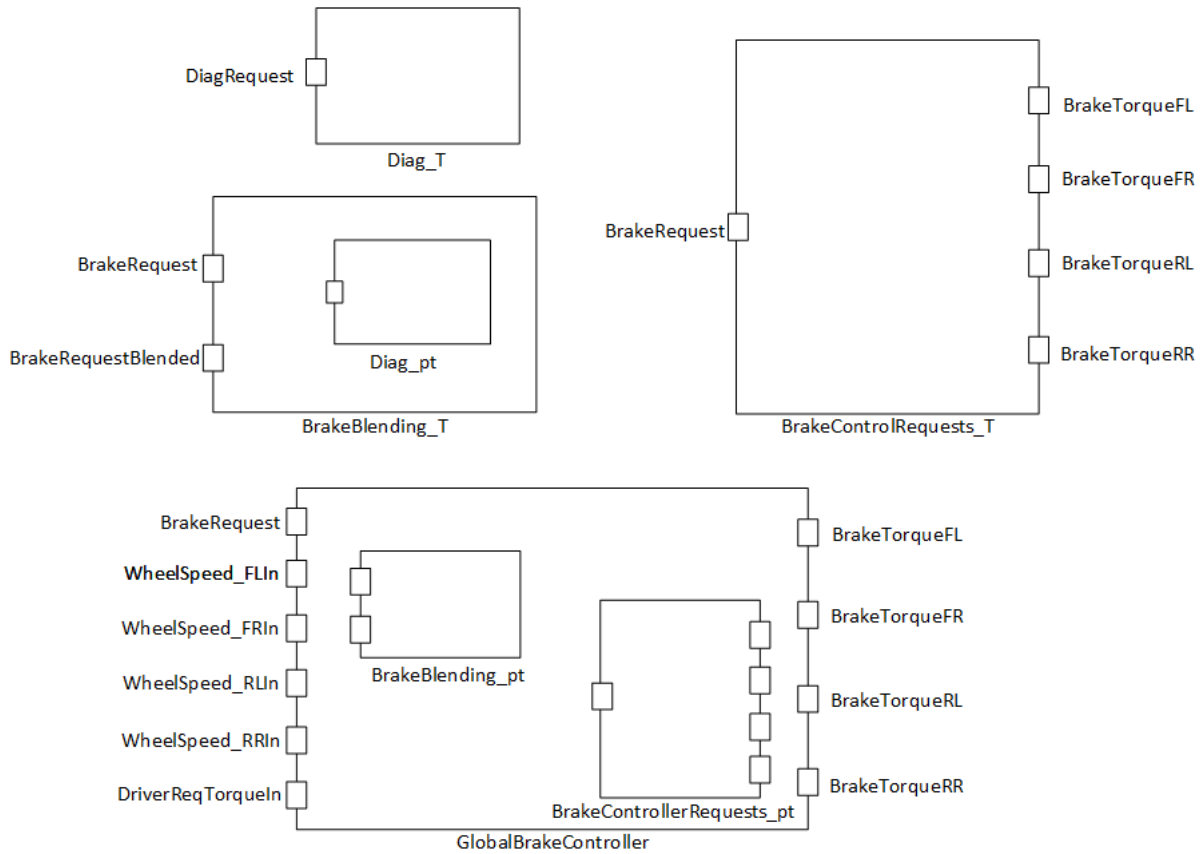 DiagRequest
Diag_T
BrakeRequest
BrakeRequestBlended
Diag_pt
BrakeBlending_T
BrakeRequest
BrakeTorqueFL
BrakeTorqueFR
BrakeTorqueRL
BrakeTorqueRR
BrakeControlRequests_T
BrakeRequest
WheelSpeed_FLIn
WheelSpeed_FRIn
WheelSpeed_RLIn
WheelSpeed_RRIn
DriverReqTorqueIn
BrakeBlending_pt
BrakeControllerRequests_pt
BrakeTorqueFL
BrakeTorqueFR
BrakeTorqueRL
BrakeTorqueRR
GlobalBrakeController